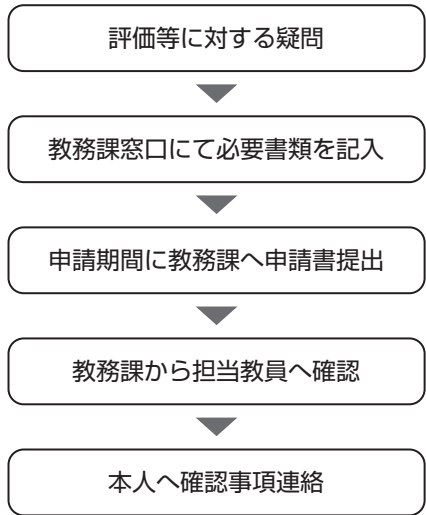 評価等に対する疑問
教務課窓口にて必要書類を記入
申請期間に教務課へ申請書提出
教務課から担当教員へ確認
本人へ確認事項連絡